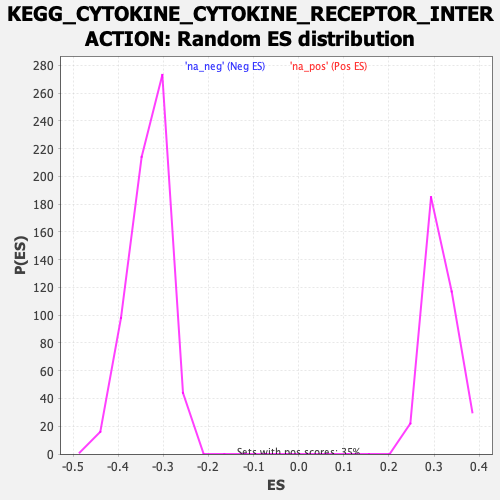 KEGG_CYTOKINE_CYTOKINE_RECEPTOR_INTER
ACTION: Random ES distribution
'na_neg' (Neg ES) 'na_pos' (Pos ES)
280
260
240
220
200
180
160
140
120
100
80
60
40
20
0
P(ES)
Sets with pos scores: 35%
-0.5 -0.4 -0.3 -0.2 -0.1 0.0 0.1 0.2 0.3 0.4
ES